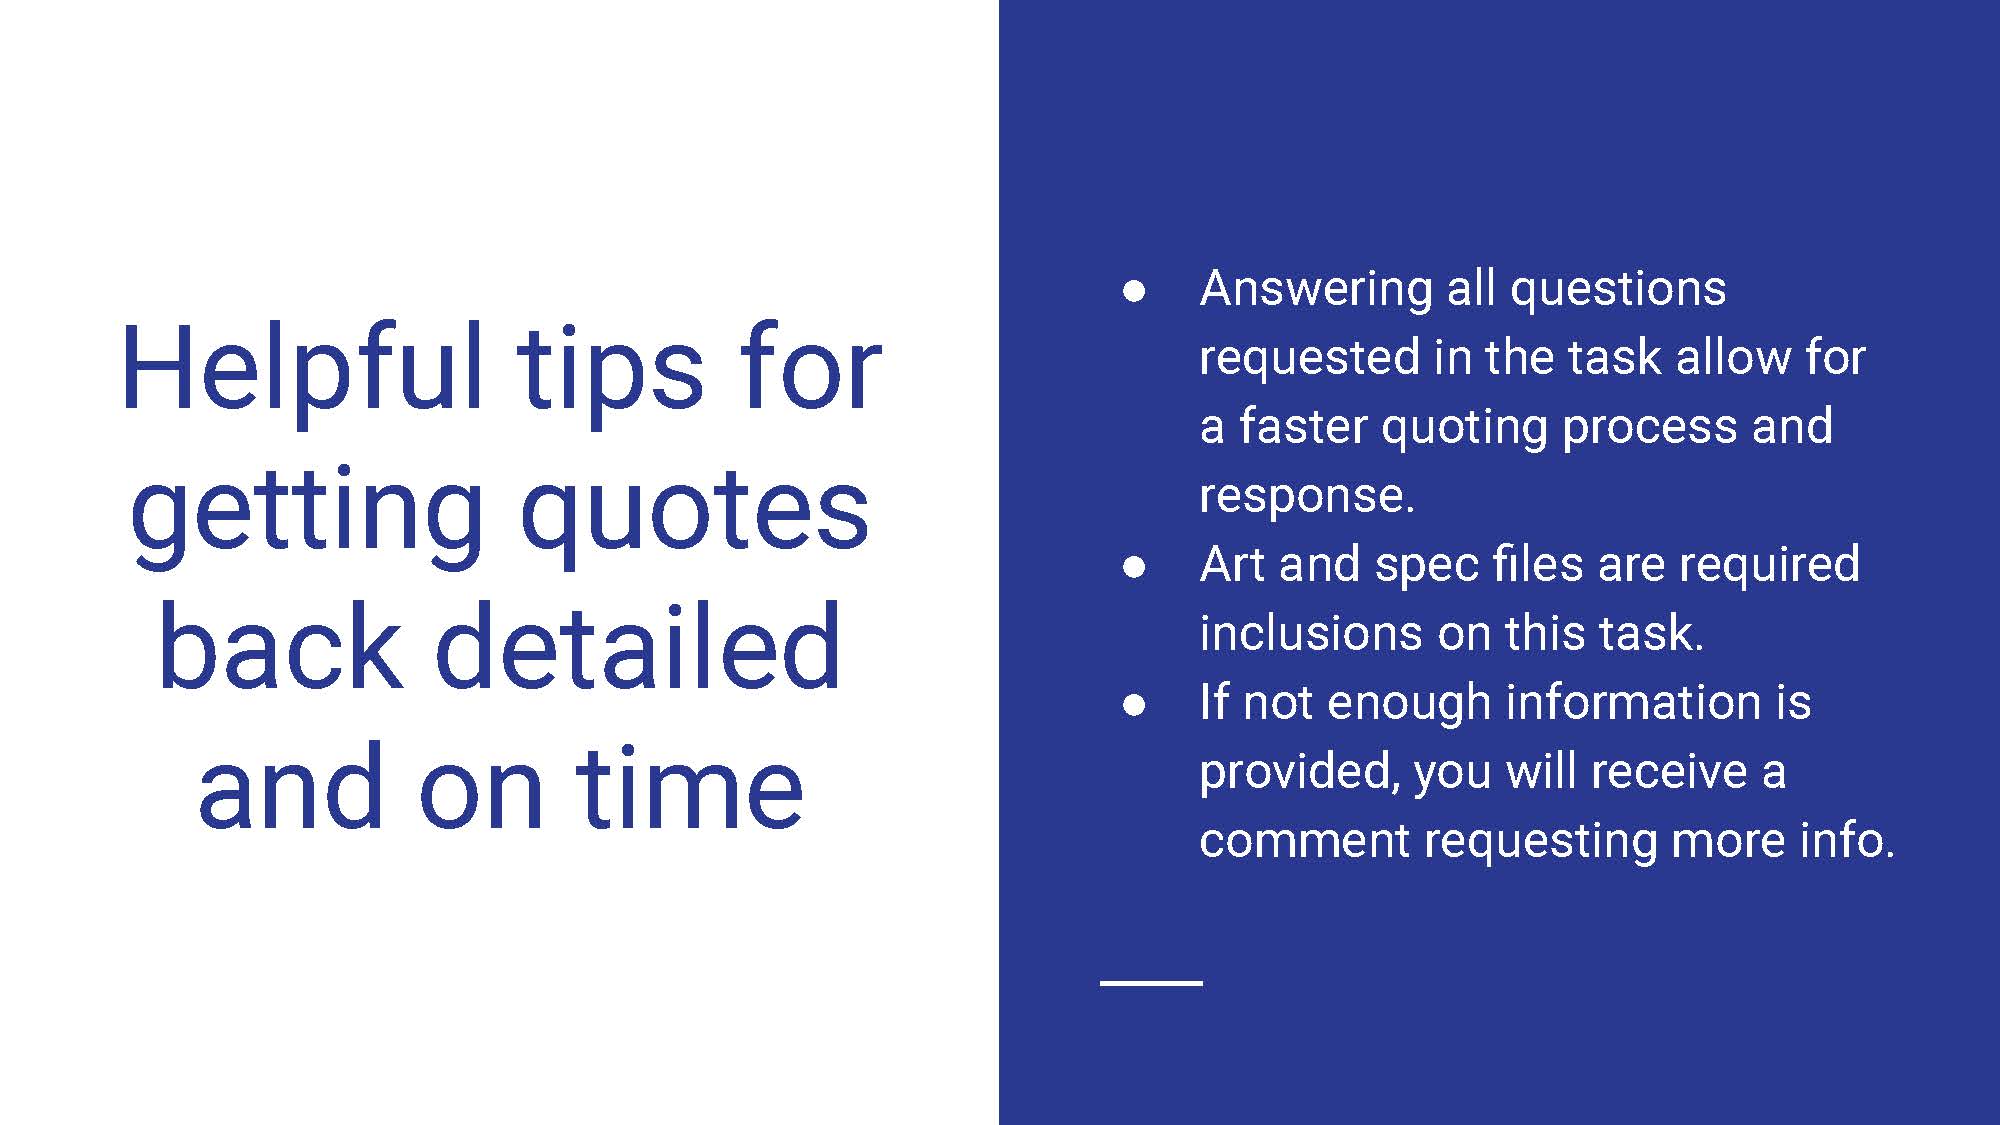 Helpful tips for
getting quotes
back detailed
and on time
● Answering all questions
requested in the task allow for
a faster quoting process and
response.
● Art and spec files are required
inclusions on this task.
● If not enough information is
provided, you will receive a
comment requesting more info.